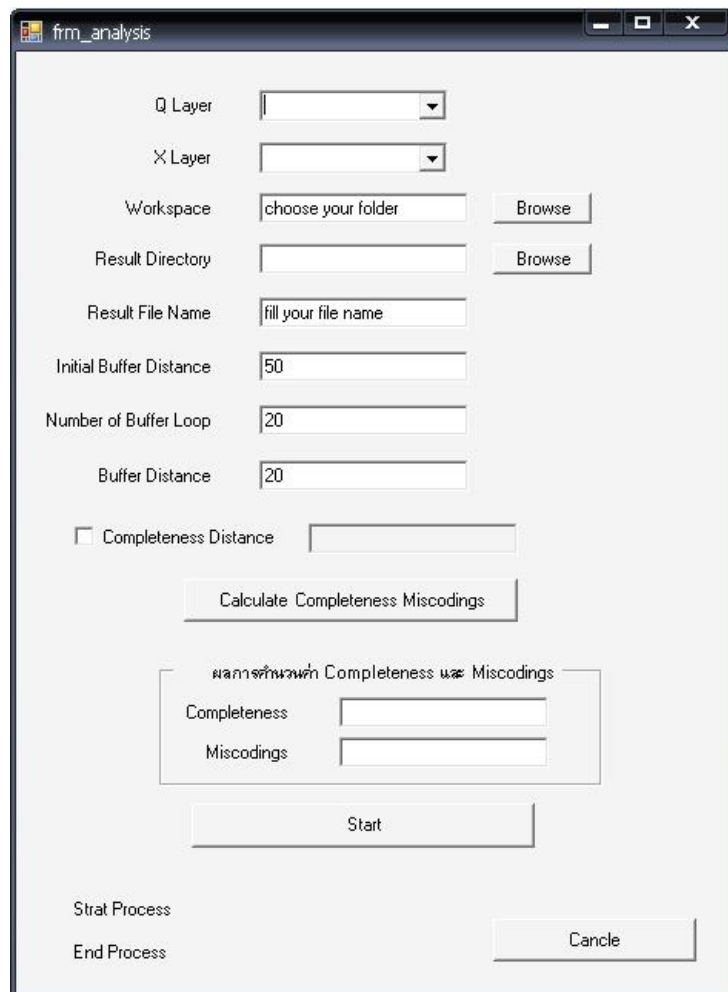 frm_analysis
Q Layer
X Layer
Workspace choose your folder Browse
Result Directory Browse
Result File Name fill your file name
Initial Buffer Distance 50
Number of Buffer Loop 20
Buffer Distance 20
Completeness Distance
Calculate Completeness Miscodings
ผลการคำนวนค่า Completeness และ Miscodings
Completeness
Miscodings
Start
Strat Process
End Process
Cancle